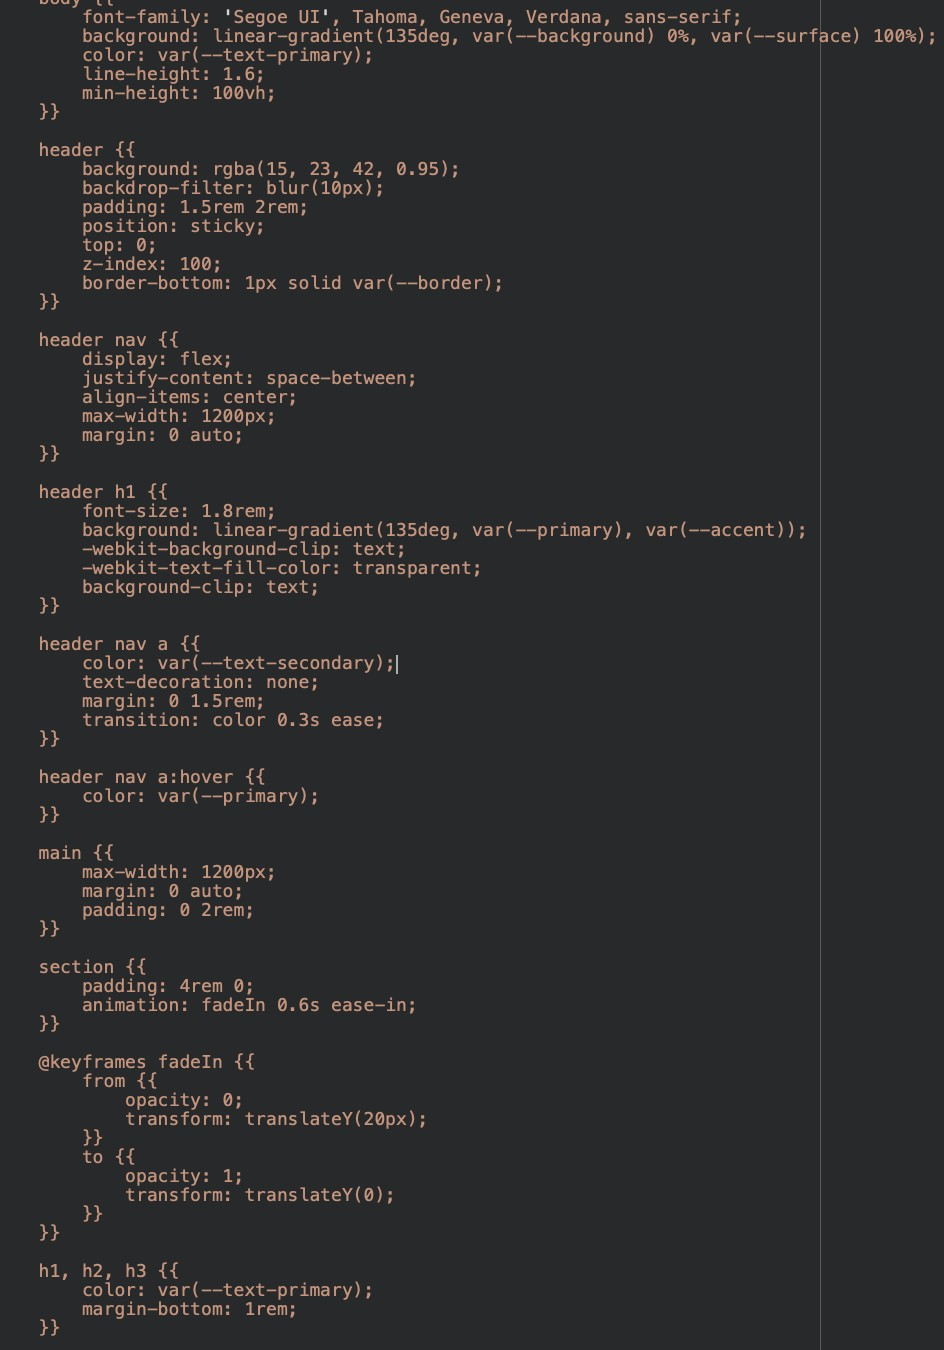 body {{
    font-family: 'Segoe UI', Tahoma, Geneva, Verdana, sans-serif;
    background: linear-gradient(135deg, var(--background) 0%, var(--surface) 100%);
    color: var(--text-primary);
    line-height: 1.6;
    min-height: 100vh;
}}

header {{
    background: rgba(15, 23, 42, 0.95);
    backdrop-filter: blur(10px);
    padding: 1.5rem 2rem;
    position: sticky;
    top: 0;
    z-index: 100;
    border-bottom: 1px solid var(--border);
}}

header nav {{
    display: flex;
    justify-content: space-between;
    align-items: center;
    max-width: 1200px;
    margin: 0 auto;
}}

header h1 {{
    font-size: 1.8rem;
    background: linear-gradient(135deg, var(--primary), var(--accent));
    -webkit-background-clip: text;
    -webkit-text-fill-color: transparent;
    background-clip: text;
}}

header nav a {{
    color: var(--text-secondary);
    text-decoration: none;
    margin: 0 1.5rem;
    transition: color 0.3s ease;
}}

header nav a:hover {{
    color: var(--primary);
}}

main {{
    max-width: 1200px;
    margin: 0 auto;
    padding: 0 2rem;
}}

section {{
    padding: 4rem 0;
    animation: fadeIn 0.6s ease-in;
}}

@keyframes fadeIn {{
    from {{
        opacity: 0;
        transform: translateY(20px);
    }}
    to {{
        opacity: 1;
        transform: translateY(0);
    }}
}}

h1, h2, h3 {{
    color: var(--text-primary);
    margin-bottom: 1rem;
}}